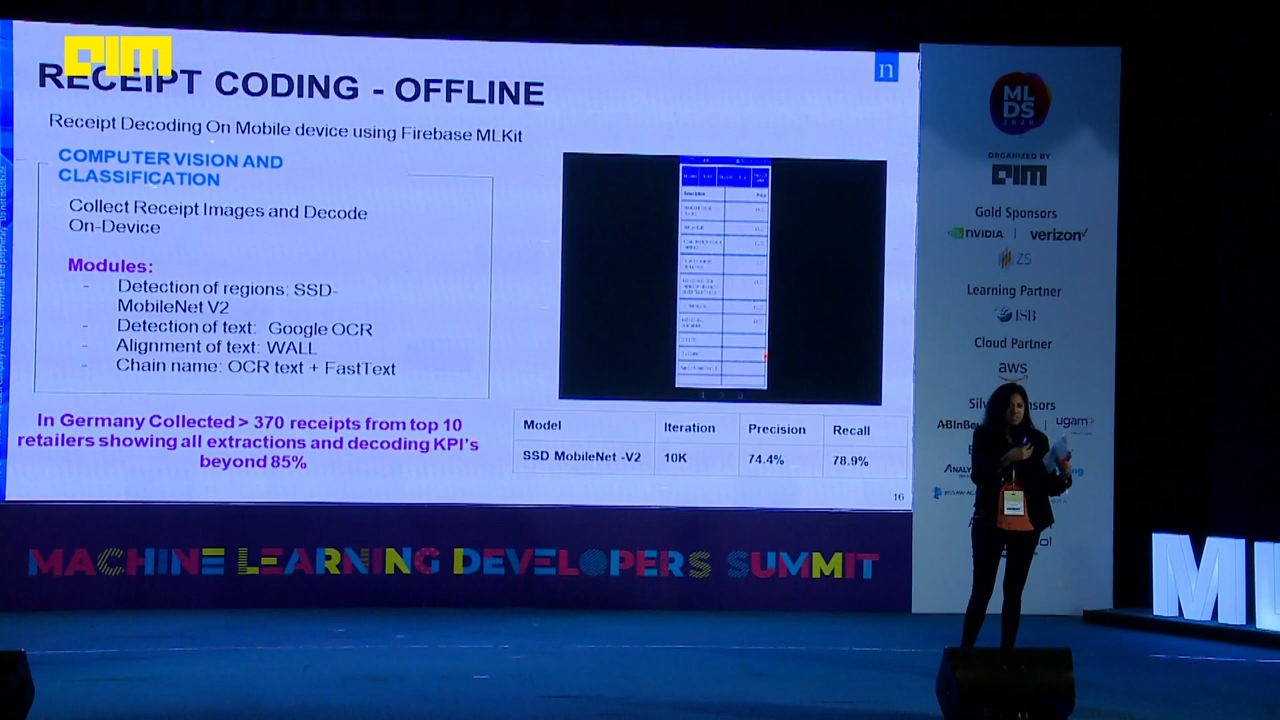 AIM
RECEIPT CODING - OFFLINE
n
Receipt Decoding On Mobile device using Firebase MLKit
COMPUTER VISION AND
CLASSIFICATION
Collect Receipt Images and Decode
On-Device
Modules:
- Detection of regions: SSD-
MobileNet V2
- Detection of text: Google OCR
- Alignment of text: WALL
- Chain name: OCR text + FastText
In Germany Collected > 370 receipts from top 10
retailers showing all extractions and decoding KPI's
beyond 85%
Model Iteration Precision Recall
SSD MobileNet -V2 10K 74.4% 78.9%
16
MACHINE LEARNING DEVELOPERS SUMMIT
ML
DS
2020
ORGANIZED BY
AIM
Gold Sponsors
NVIDIA | verizon✓
ZS
Learning Partner
ISB
Cloud Partner
aws
ugam
ML